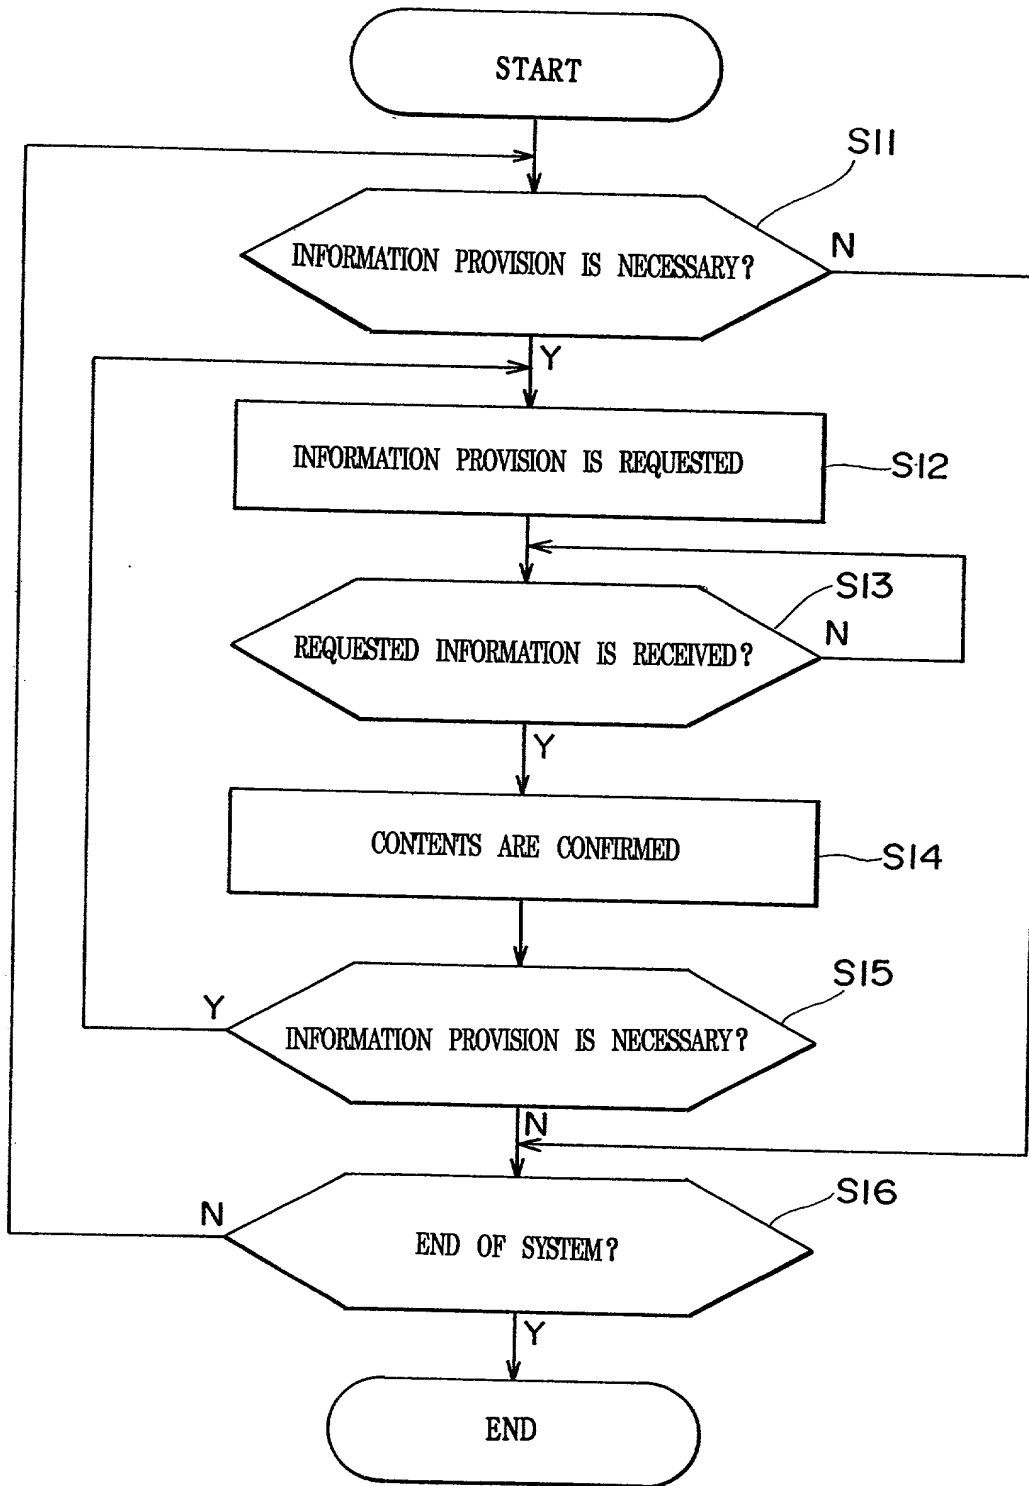 START
S11
INFORMATION PROVISION IS NECESSARY?
N
Y
INFORMATION PROVISION IS REQUESTED
S12
S13
REQUESTED INFORMATION IS RECEIVED?
N
Y
CONTENTS ARE CONFIRMED
S14
S15
Y
INFORMATION PROVISION IS NECESSARY?
N
S16
N
END OF SYSTEM?
Y
END